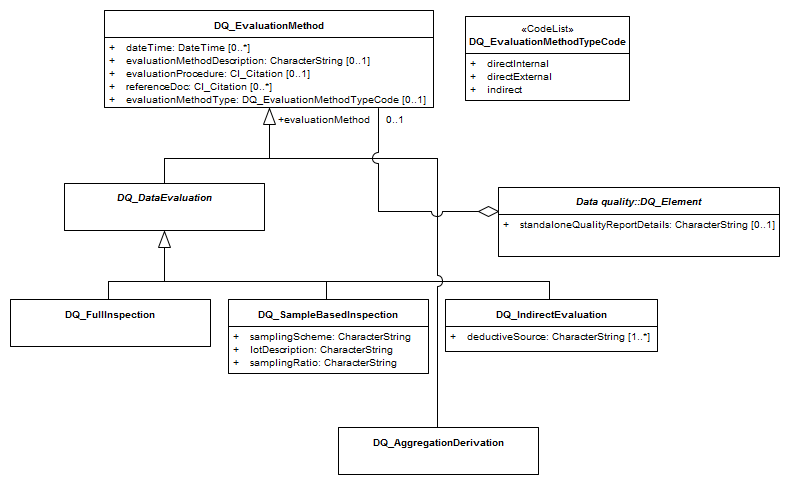 DQ_EvaluationMethod
+ dateTime: DateTime [0..*]
+ evaluationMethodDescription: CharacterString [0..1]
+ evaluationProcedure: CI_Citation [0..1]
+ referenceDoc: CI_Citation [0..*]
+ evaluationMethodType: DQ_EvaluationMethodTypeCode [0..1]
«CodeList»
DQ_EvaluationMethodTypeCode
+ directInternal
+ directExternal
+ indirect
+evaluationMethod 0..1
DQ_DataEvaluation
Data quality::DQ_Element
+ standaloneQualityReportDetails: CharacterString [0..1]
DQ_FullInspection
DQ_SampleBasedInspection
+ samplingScheme: CharacterString
+ lotDescription: CharacterString
+ samplingRatio: CharacterString
DQ_IndirectEvaluation
+ deductiveSource: CharacterString [1..*]
DQ_AggregationDerivation